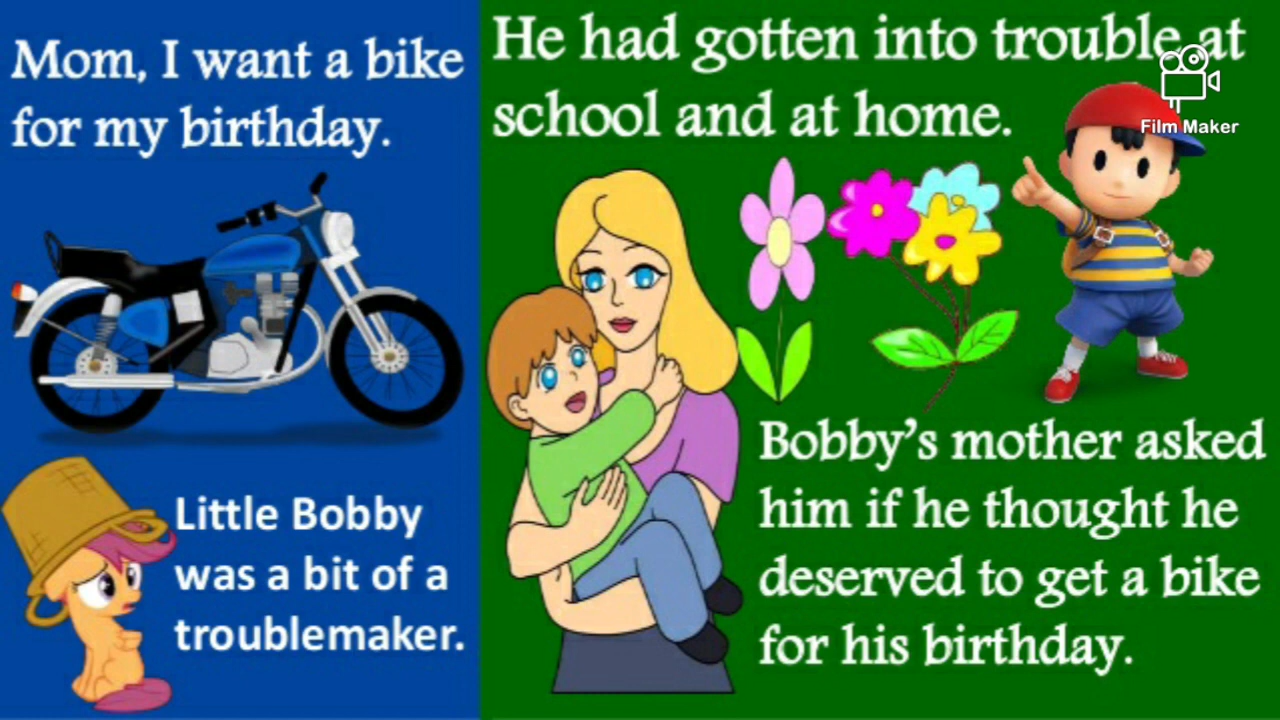 Mom, I want a bike
for my birthday.
Little Bobby
was a bit of a
troublemaker.
He had gotten into trouble at
school and at home.
Film Maker
Bobby’s mother asked
him if he thought he
deserved to get a bike
for his birthday.